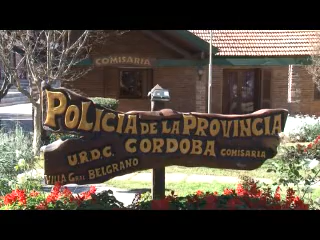 COMISARIA
POLICIA DE LA PROVINCIA
U.R.D.C. CORDOBA COMISARIA
VILLA GRAL BELGRANO